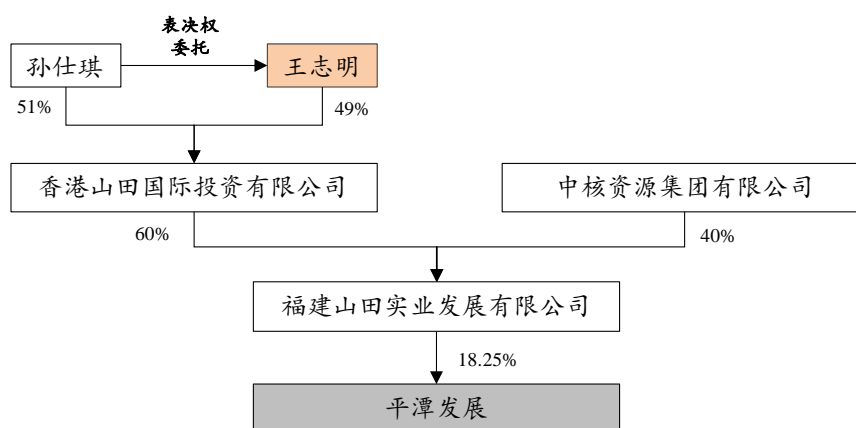 表决权
委托
孙仕琪
王志明
51%
49%
香港山田国际投资有限公司
中核资源集团有限公司
60%
40%
福建山田实业发展有限公司
18.25%
平潭发展